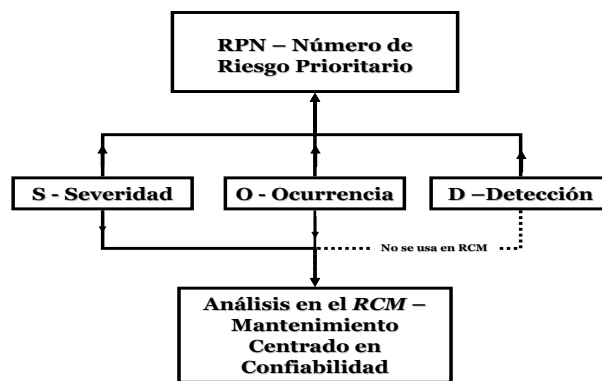 RPN – Número de
Riesgo Prioritario
S - Severidad
O - Ocurrencia
D –Detección
No se usa en RCM
Análisis en el RCM –
Mantenimiento
Centrado en
Confiabilidad